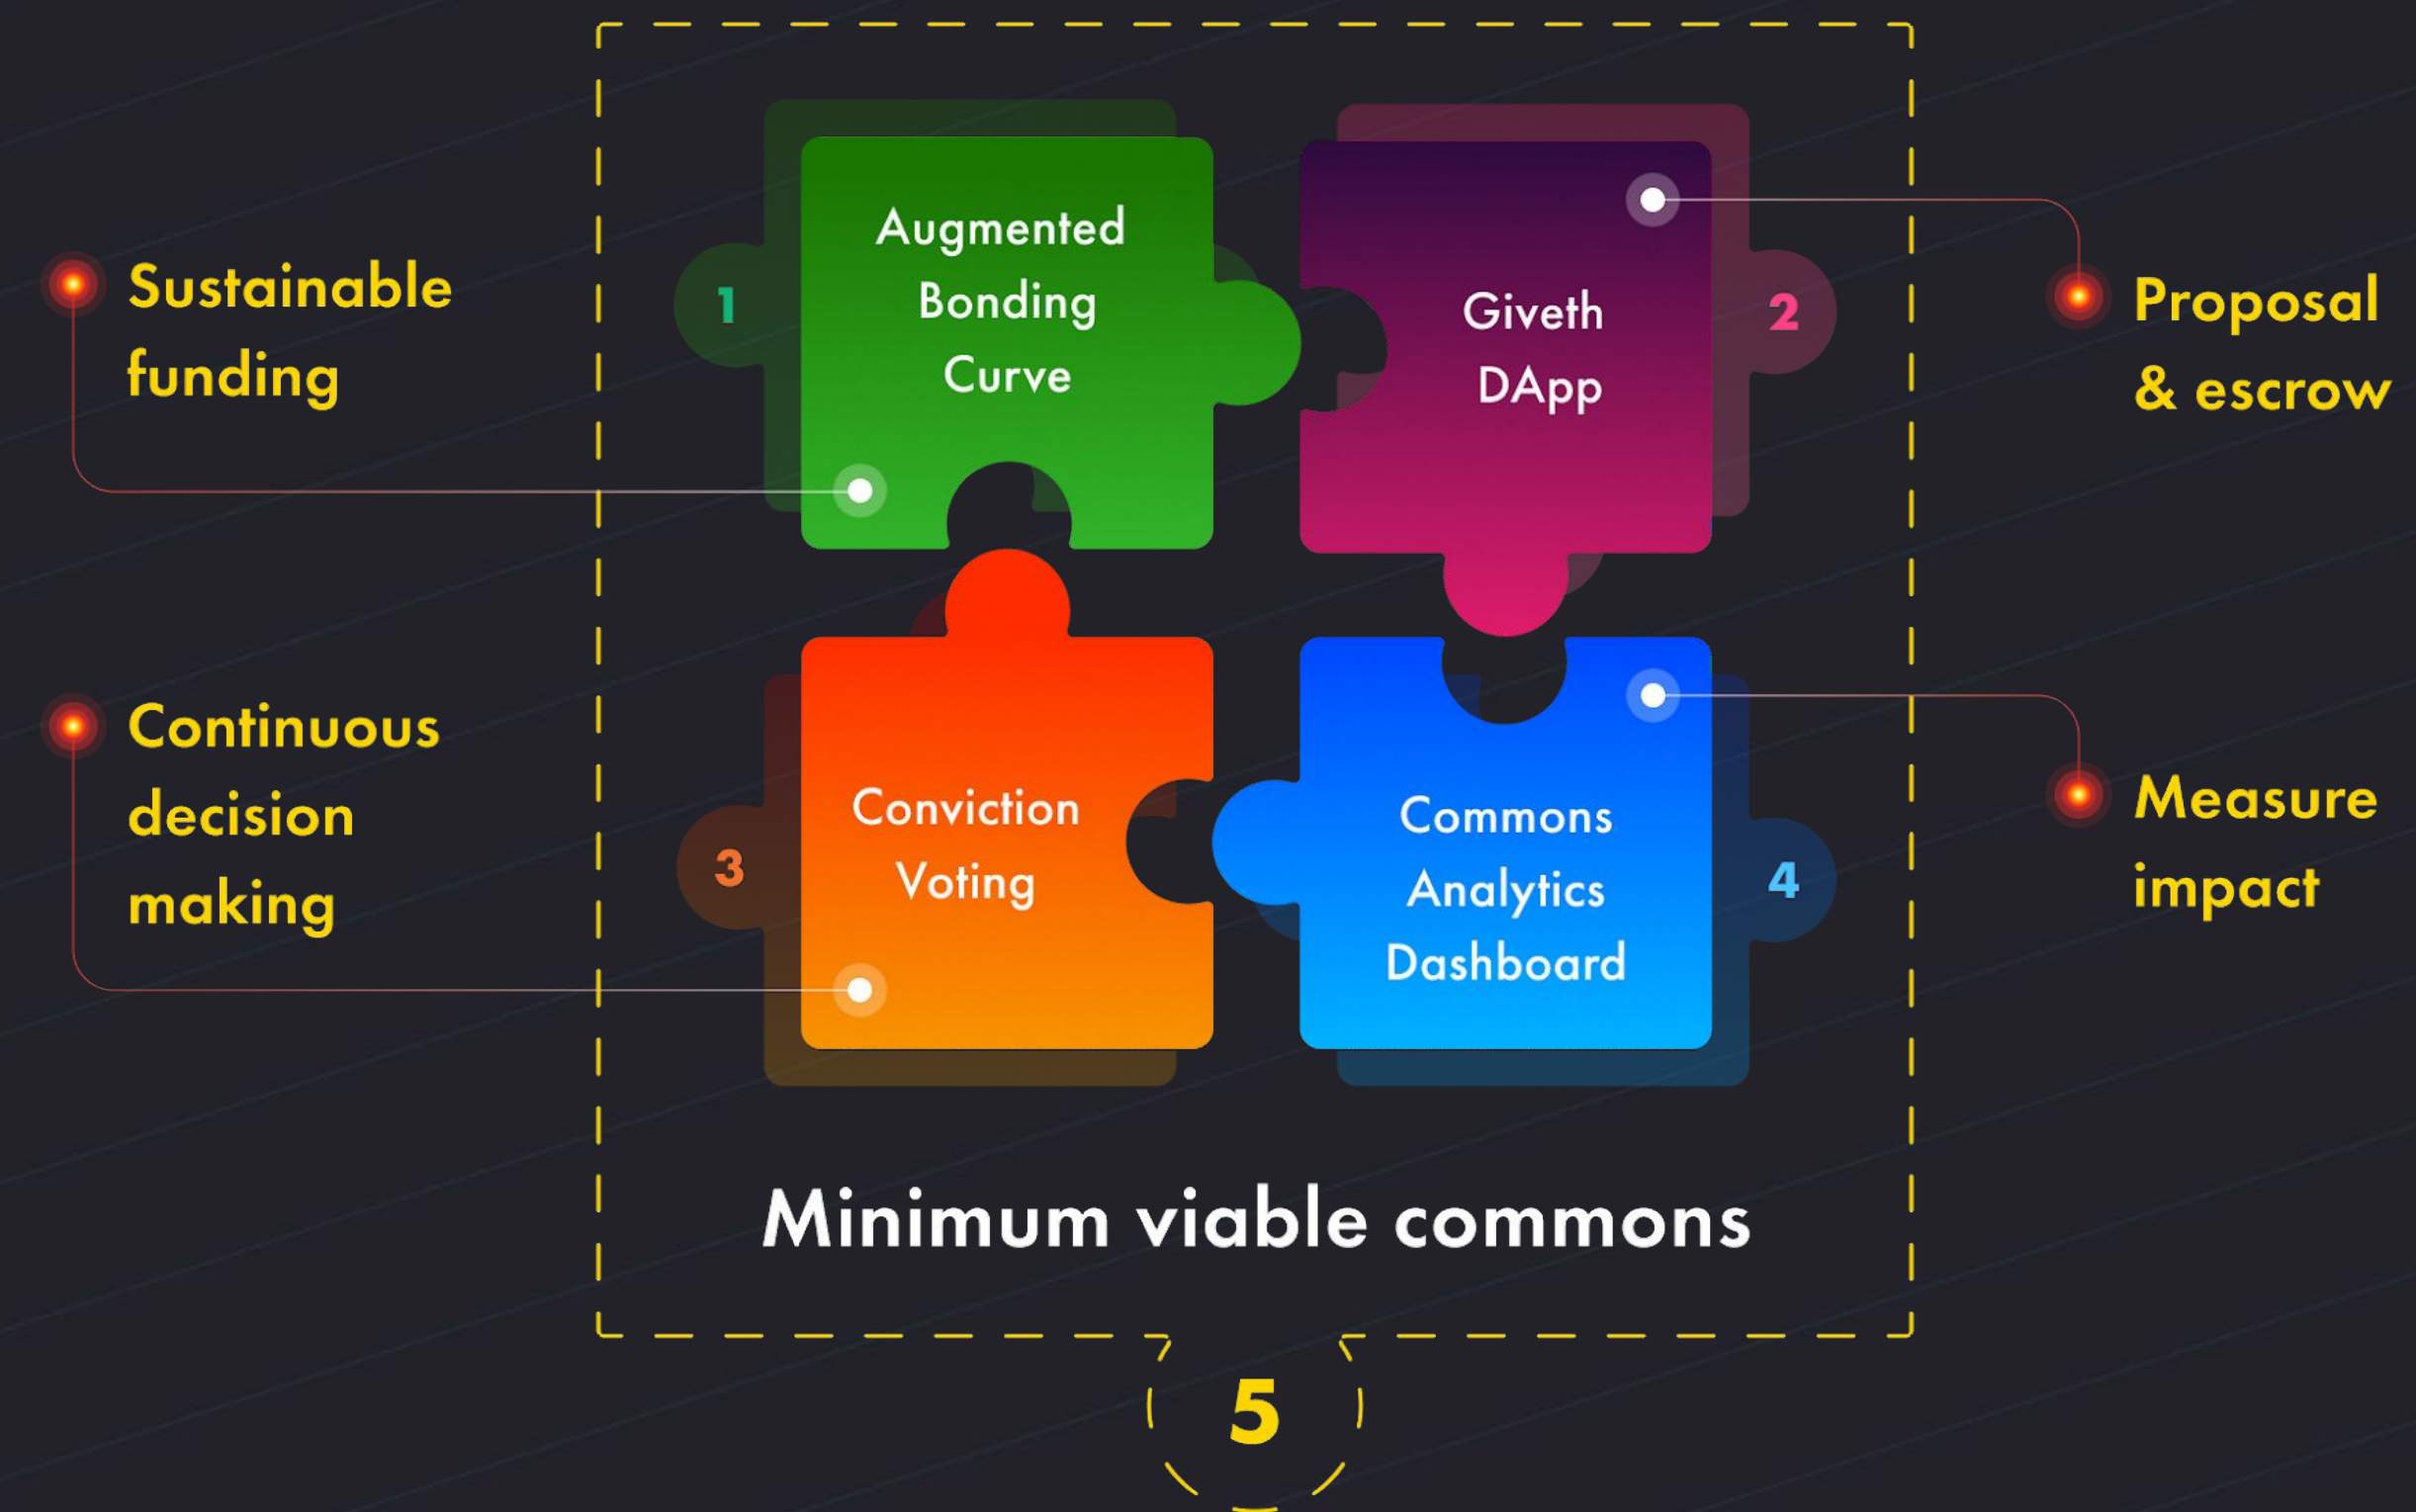 Sustainable
funding
1
Augmented
Bonding
Curve
Giveth
DApp
2
Proposal
& escrow
Continuous
decision
making
3
Conviction
Voting
Commons
Analytics
Dashboard
4
Measure
impact
Minimum viable commons
5